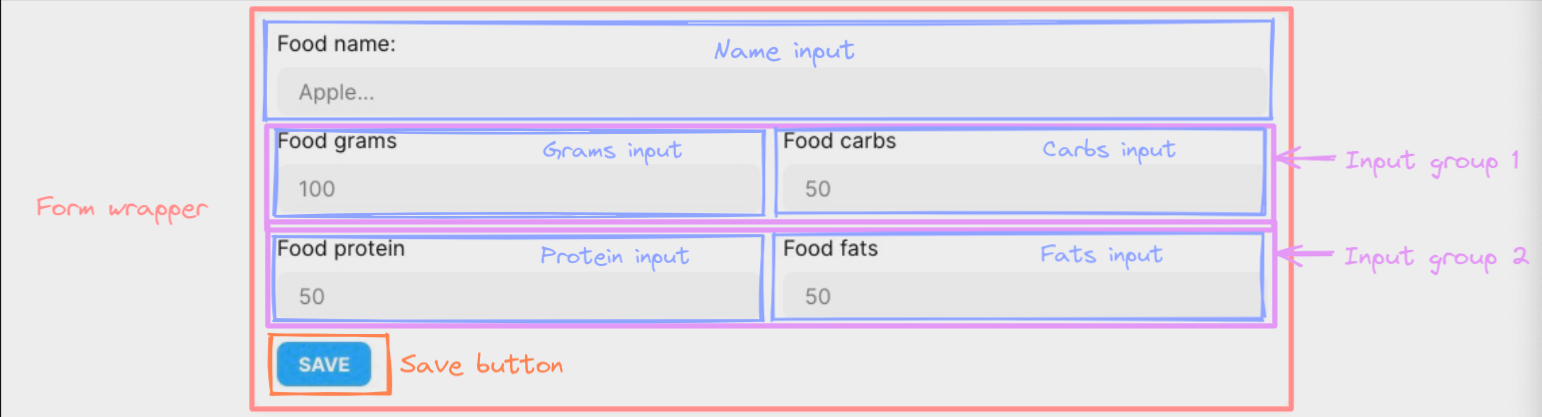 Food name:
Name input
Apple...
Food grams
Grams input
Food carbs
Carbs input
Input group 1
100
50
Form wrapper
Food protein
Protein input
Food fats
Fats input
Input group 2
50
50
SAVE
Save button